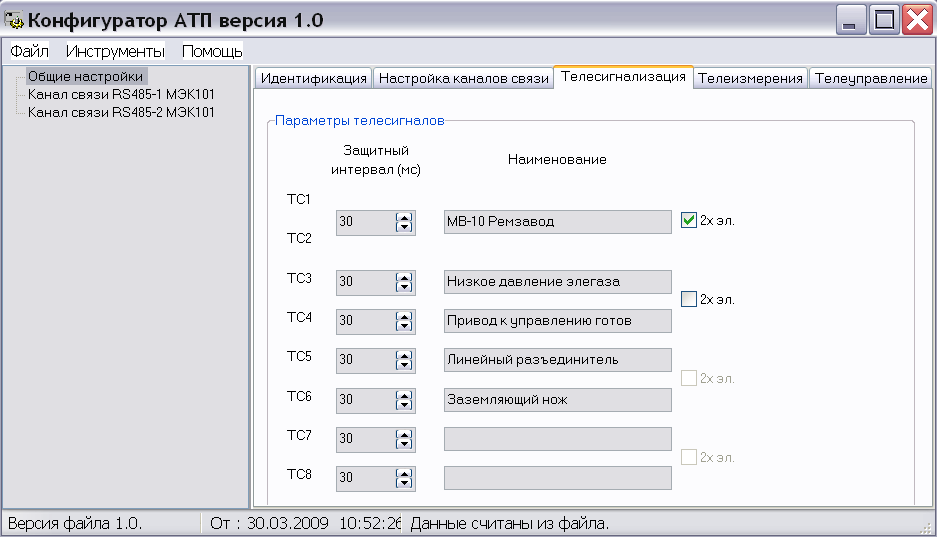 Конфигуратор АТП версия 1.0
Файл Инструменты Помощь
Общие настройки
Канал связи RS485-1 МЭК101
Канал связи RS485-2 МЭК101
Идентификация Настройка каналов связи Телесигнализация Телеизмерения Телеуправление
Параметры телесигналов
Защитный
интервал (мс)
Наименование
ТС1
30 МВ-10 Ремзавод 2х эл.
ТС2
ТС3 30 Низкое давление элегаза
2х эл.
ТС4 30 Привод к управлению готов
ТС5 30 Линейный разъединитель
2х эл.
ТС6 30 Заземляющий нож
ТС7 30
2х эл.
ТС8 30
Версия файла 1.0. От : 30.03.2009 10:52:26 Данные считаны из файла.